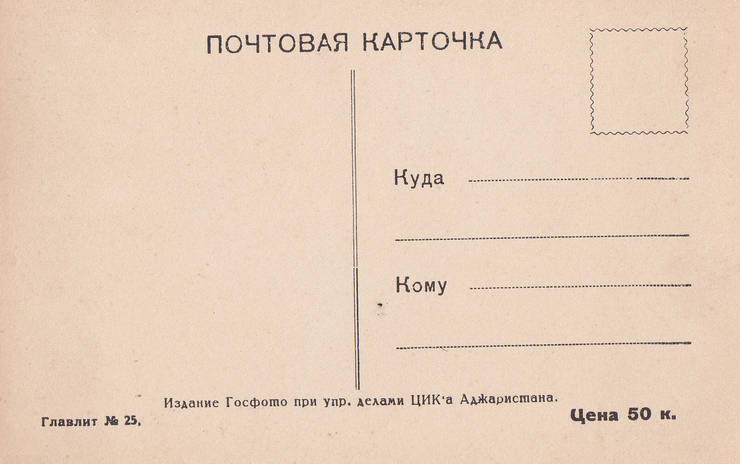 ПОЧТОВАЯ КАРТОЧКА
Куда
Кому
Издание Госфото при упр. делами ЦИК‘а Аджаристана.
Главлит № 25,
Цена 50 к.